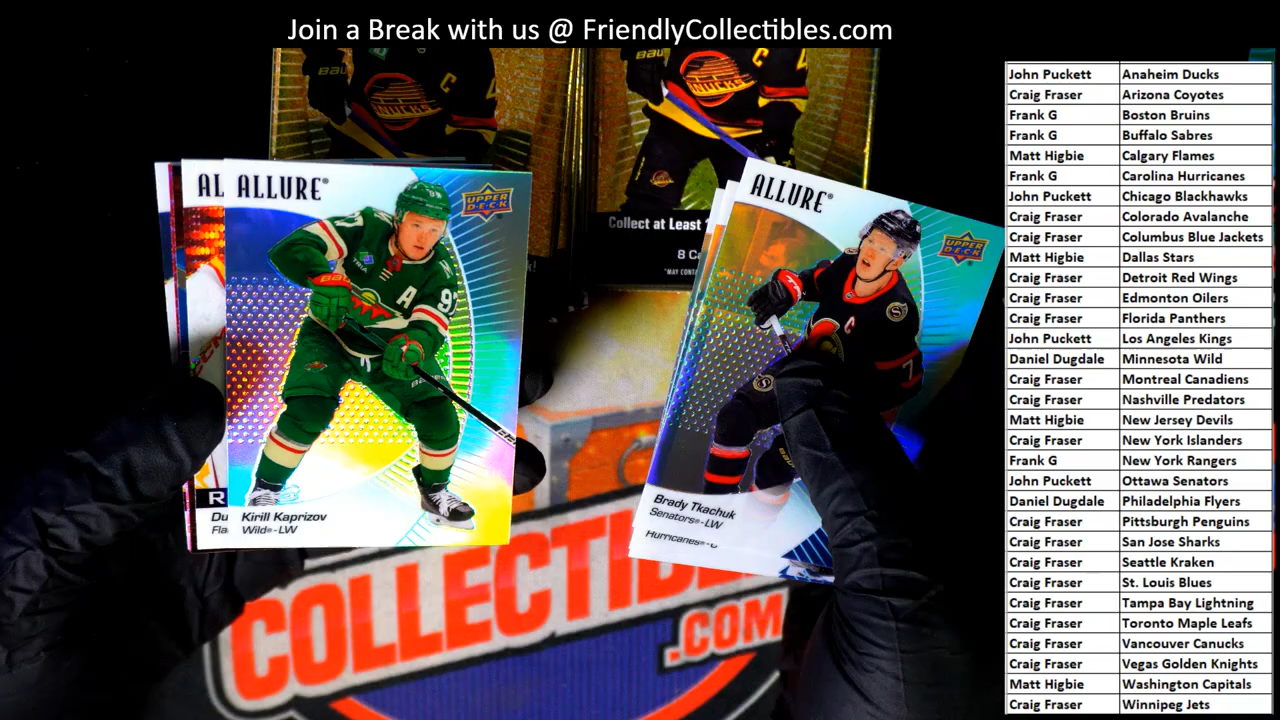 Join a Break with us @ FriendlyCollectibles.com
John Puckett Anaheim Ducks
Craig Fraser Arizona Coyotes
Frank G Boston Bruins
Frank G Buffalo Sabres
Matt Higbie Calgary Flames
Frank G Carolina Hurricanes
John Puckett Chicago Blackhawks
Craig Fraser Colorado Avalanche
Craig Fraser Columbus Blue Jackets
Matt Higbie Dallas Stars
Craig Fraser Detroit Red Wings
Craig Fraser Edmonton Oilers
Craig Fraser Florida Panthers
John Puckett Los Angeles Kings
Daniel Dugdale Minnesota Wild
Craig Fraser Montreal Canadiens
Craig Fraser Nashville Predators
Matt Higbie New Jersey Devils
Craig Fraser New York Islanders
Frank G New York Rangers
John Puckett Ottawa Senators
Daniel Dugdale Philadelphia Flyers
Craig Fraser Pittsburgh Penguins
Craig Fraser San Jose Sharks
Craig Fraser Seattle Kraken
Craig Fraser St. Louis Blues
Craig Fraser Tampa Bay Lightning
Craig Fraser Toronto Maple Leafs
Craig Fraser Vancouver Canucks
Craig Fraser Vegas Golden Knights
Matt Higbie Washington Capitals
Craig Fraser Winnipeg Jets
C
C
Collect at Least
8
AL ALLURE®
UPPER DECK
A
R
Du Kirill Kaprizov
Fla Wild®-LW
ALLURE®
UPPER DECK
C
7
Brady Tkachuk
Senators®-LW
Hurricanes®-C
.COM